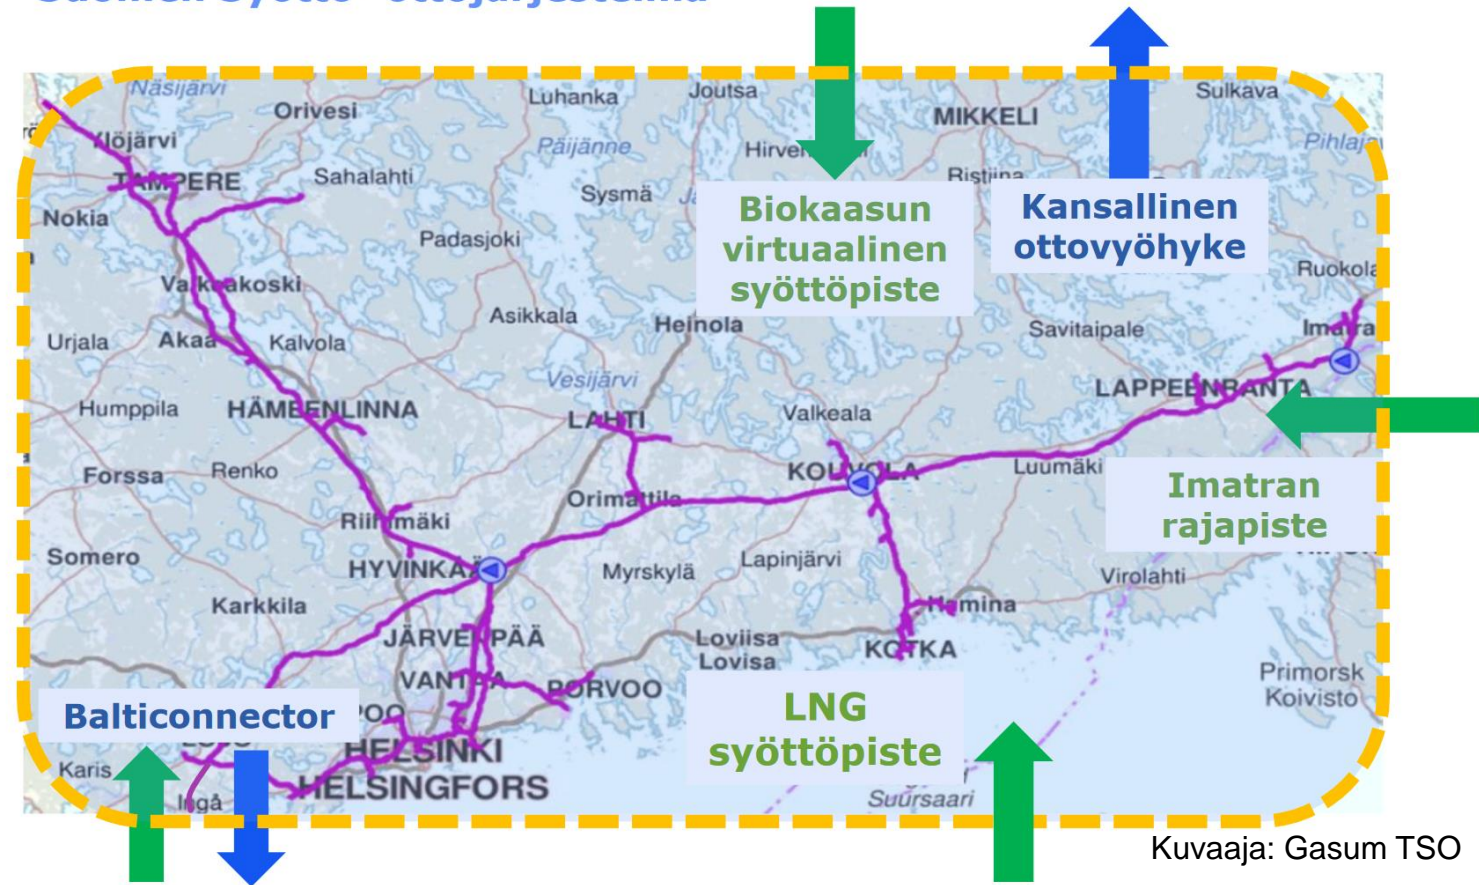 Suomen Syöttö- ottojärjestelmä
Näsijärvi
Orivesi
Luhanka
Joutsa
Sulkava
MIKKELI
Ylöjärvi
Päijänne
TAMPERE
Sahalahti
Ristiina
Sysmä
Nokia
Biokaasun
virtuaalinen
syöttöpiste
Kansallinen
ottovyöhyke
Padasjoki
Valkeakoski
Asikkala
Heinola
Savitaipale
Imatra
Urjala
Akaa
Kalvola
Vesijärvi
LAPPEENRANTA
Humppila
HÄMEENLINNA
LAHTI
Valkeala
Forssa
Renko
KOUVOLA
Luumäki
Imatran
rajapiste
Orimattila
Riihimäki
Somero
HYVINKÄÄ
Myrskylä
Lapinjärvi
Virolahti
Karkkila
Hamina
JÄRVENPÄÄ
Loviisa
Lovisa
KOTKA
VANTAA
PORVOO
Primorsk
Koivisto
Balticonnector
LNG
syöttöpiste
HELSINKI
HELSINGFORS
Karis
Ingå
Suursaari
Kuvaaja: Gasum TSO